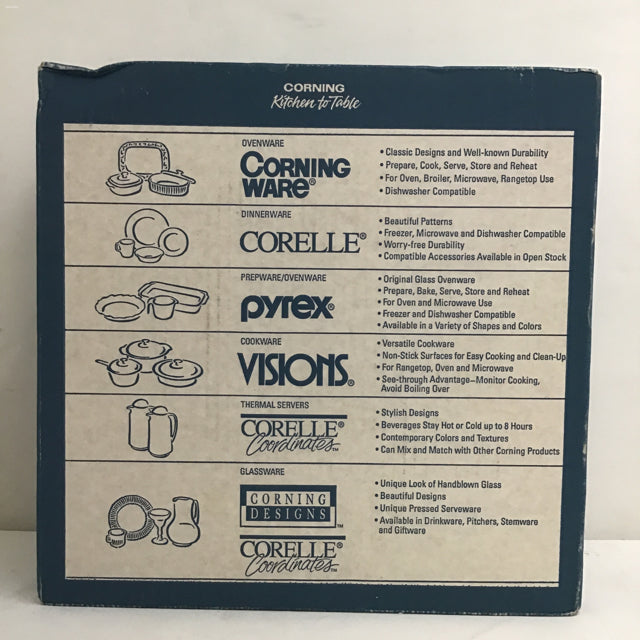 CORNING
Kitchen to Table
OVENWARE
CORNING
WARE®
• Classic Designs and Well-known Durability
• Prepare, Cook, Serve, Store and Reheat
• For Oven, Broiler, Microwave, Rangetop Use
• Dishwasher Compatible
DINNERWARE
CORELLE®
• Beautiful Patterns
• Freezer, Microwave and Dishwasher Compatible
• Worry-free Durability
• Compatible Accessories Available in Open Stock
PREPWARE/OVENWARE
pyrex®
• Original Glass Ovenware
• Prepare, Bake, Serve, Store and Reheat
• For Oven and Microwave Use
• Freezer and Dishwasher Compatible
• Available in a Variety of Shapes and Colors
COOKWARE
VISIONS®
• Versatile Cookware
• Non-Stick Surfaces for Easy Cooking and Clean-Up
• For Rangetop, Oven and Microwave
• See-through Advantage–Monitor Cooking,
Avoid Boiling Over
THERMAL SERVERS
CORELLE®
Coordinates™
• Stylish Designs
• Beverages Stay Hot or Cold up to 8 Hours
• Contemporary Colors and Textures
• Can Mix and Match with Other Corning Products
GLASSWARE
CORNING
DESIGNS™
CORELLE®
Coordinates™
• Unique Look of Handblown Glass
• Beautiful Designs
• Unique Pressed Serveware
• Available in Drinkware, Pitchers, Stemware
and Giftware